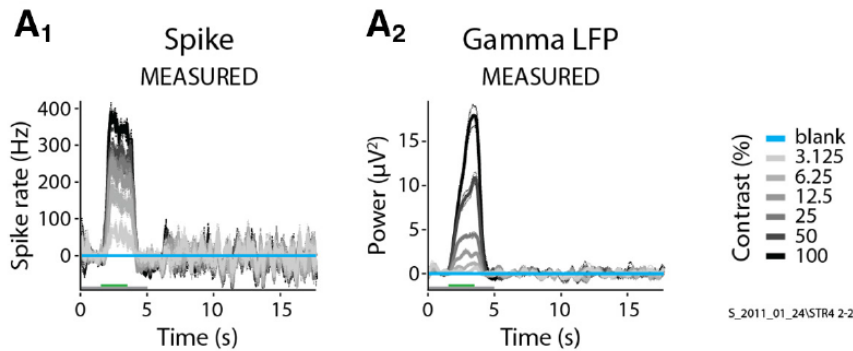 A1
Spike
MEASURED
Spike rate (Hz)
400
300
200
100
0
0
5
10
15
Time (s)
A2
Gamma LFP
MEASURED
Power (µV²)
15
10
5
0
0
5
10
15
Time (s)
Contrast (%)
blank
3.125
6.25
12.5
25
50
100
S_2011_01_24\STR4 2-2